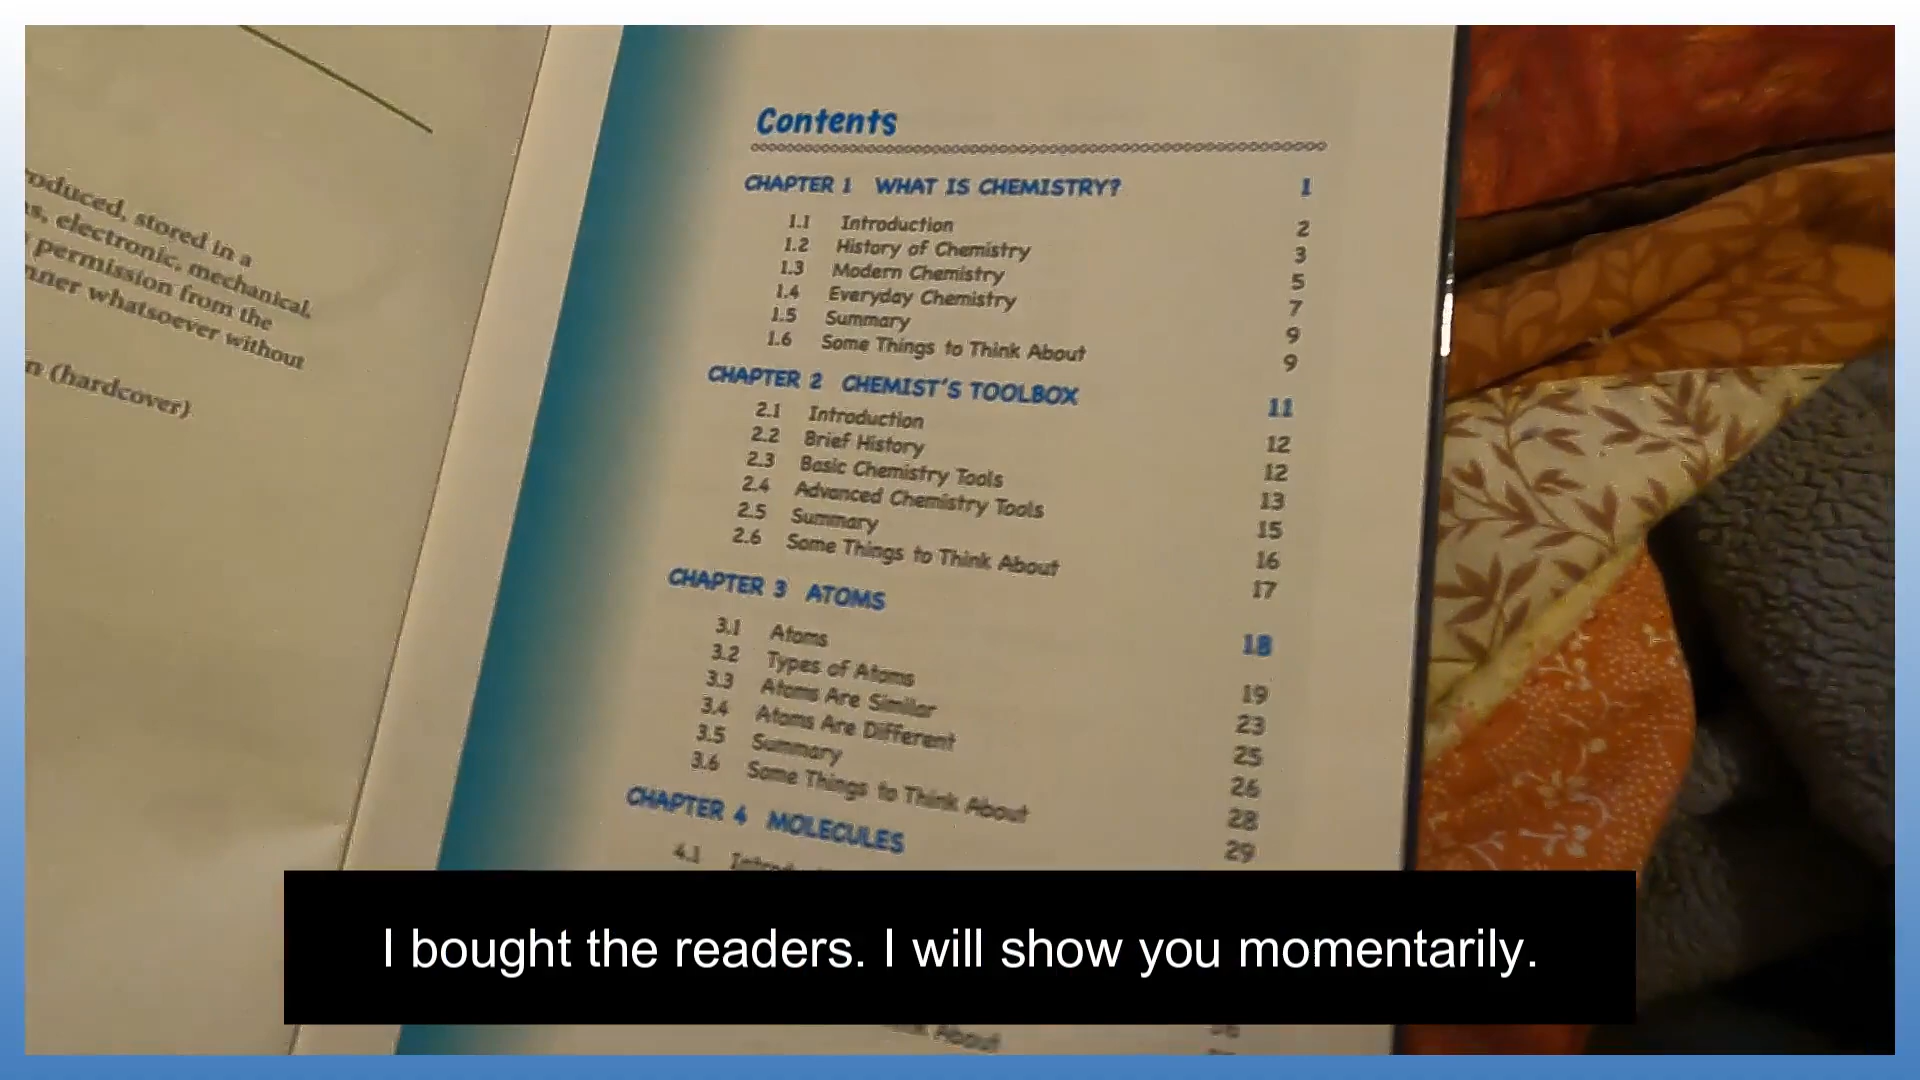 oduced, stored in a
s, electronic, mechanical,
permission from the
nner whatsoever without
n (hardcover)
Contents
CHAPTER 1 WHAT IS CHEMISTRY? 1
1.1 Introduction 2
1.2 History of Chemistry 3
1.3 Modern Chemistry 5
1.4 Everyday Chemistry 7
1.5 Summary 9
1.6 Some Things to Think About 9
CHAPTER 2 CHEMIST'S TOOLBOX 11
2.1 Introduction 12
2.2 Brief History 12
2.3 Basic Chemistry Tools 13
2.4 Advanced Chemistry Tools 15
2.5 Summary 16
2.6 Some Things to Think About 17
CHAPTER 3 ATOMS 18
3.1 Atoms 19
3.2 Types of Atoms 23
3.3 Atoms Are Similar 25
3.4 Atoms Are Different 26
3.5 Summary 28
3.6 Some Things to Think About 29
CHAPTER 4 MOLECULES
4.1
About
I bought the readers. I will show you momentarily.